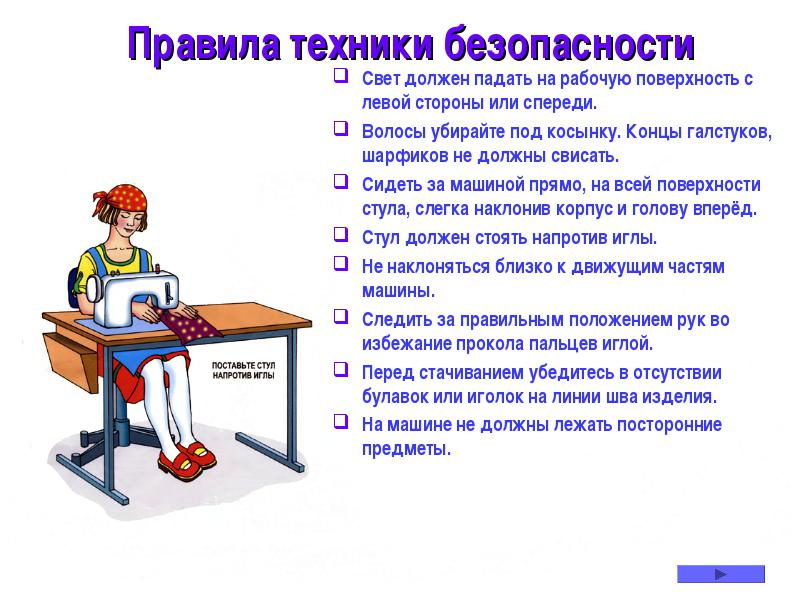 Правила техники безопасности
Свет должен падать на рабочую поверхность с
левой стороны или спереди.
Волосы убирайте под косынку. Концы галстуков,
шарфиков не должны свисать.
Сидеть за машиной прямо, на всей поверхности
стула, слегка наклонив корпус и голову вперёд.
Стул должен стоять напротив иглы.
Не наклоняться близко к движущим частям
машины.
Следить за правильным положением рук во
избежание прокола пальцев иглой.
Перед стачиванием убедитесь в отсутствии
булавок или иголок на линии шва изделия.
На машине не должны лежать посторонние
предметы.
ПОСТАВЬТЕ СТУЛ
НАПРОТИВ ИГЛЫ